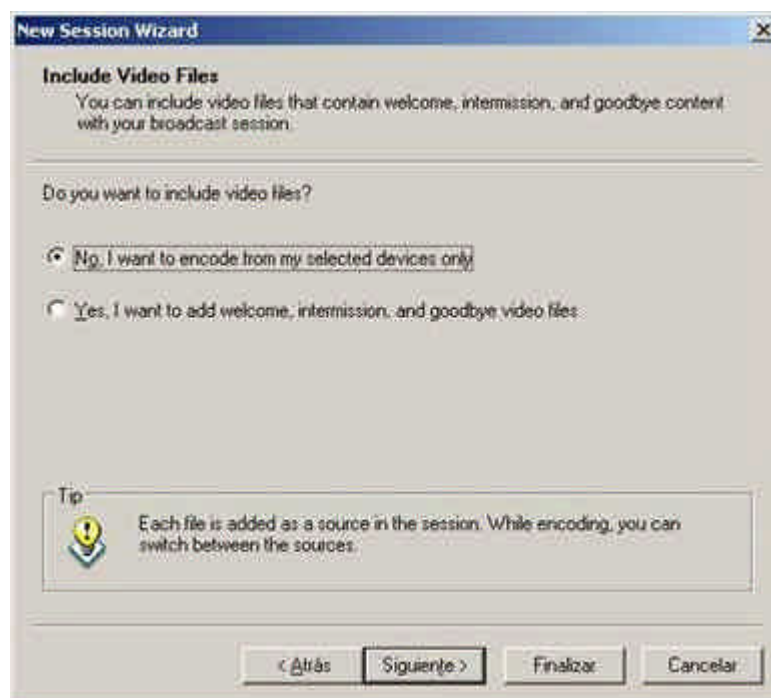 New Session Wizard
Include Video Files
You can include video files that contain welcome, intermission, and goodbye content
with your broadcast session.
Do you want to include video files?
No, I want to encode from my selected devices only
Yes, I want to add welcome, intermission, and goodbye video files
Tip
Each file is added as a source in the session. While encoding, you can
switch between the sources.
< Atrás Siguiente > Finalizar Cancelar